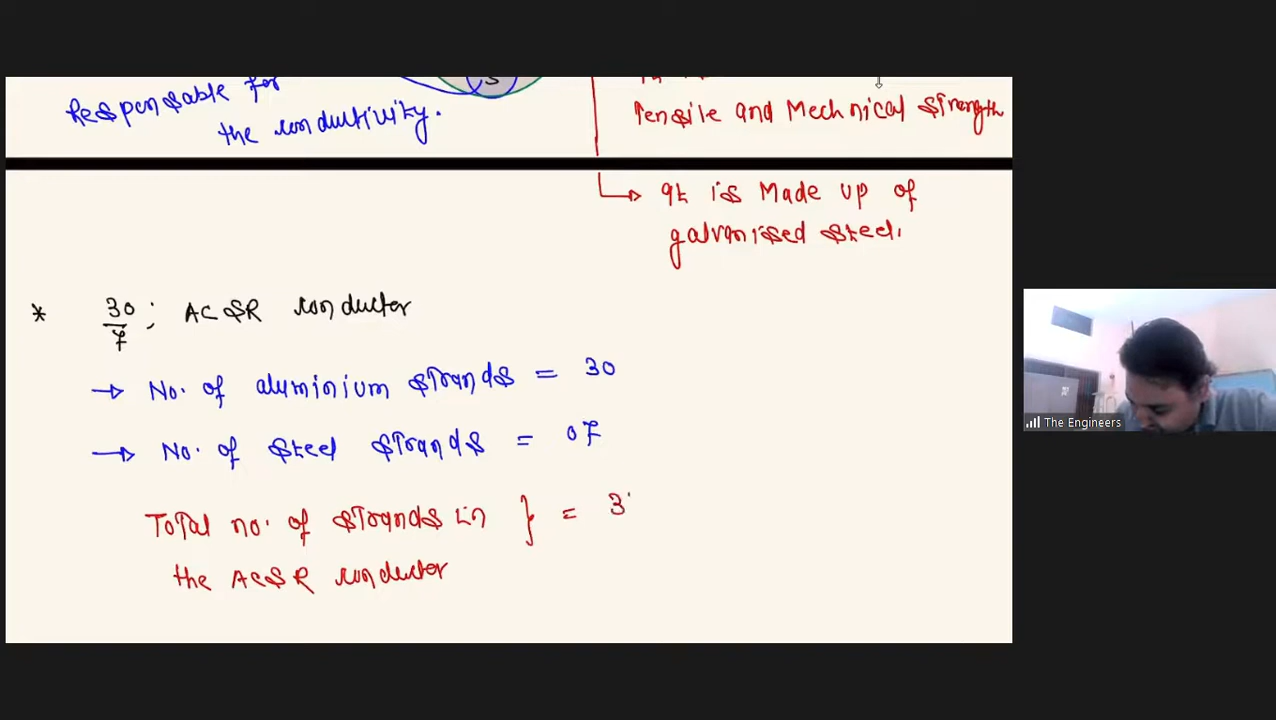 Responsable for
the conductivity.
S
Tensile and Mechnical Strength
It is Made up of
galvanised Steel.
* 30/7 : ACSR conductor
→ No. of aluminium Strands = 30
→ No. of Steel Strands = 07
Total no. of Strands in } = 3
the ACSR conductor
The Engineers